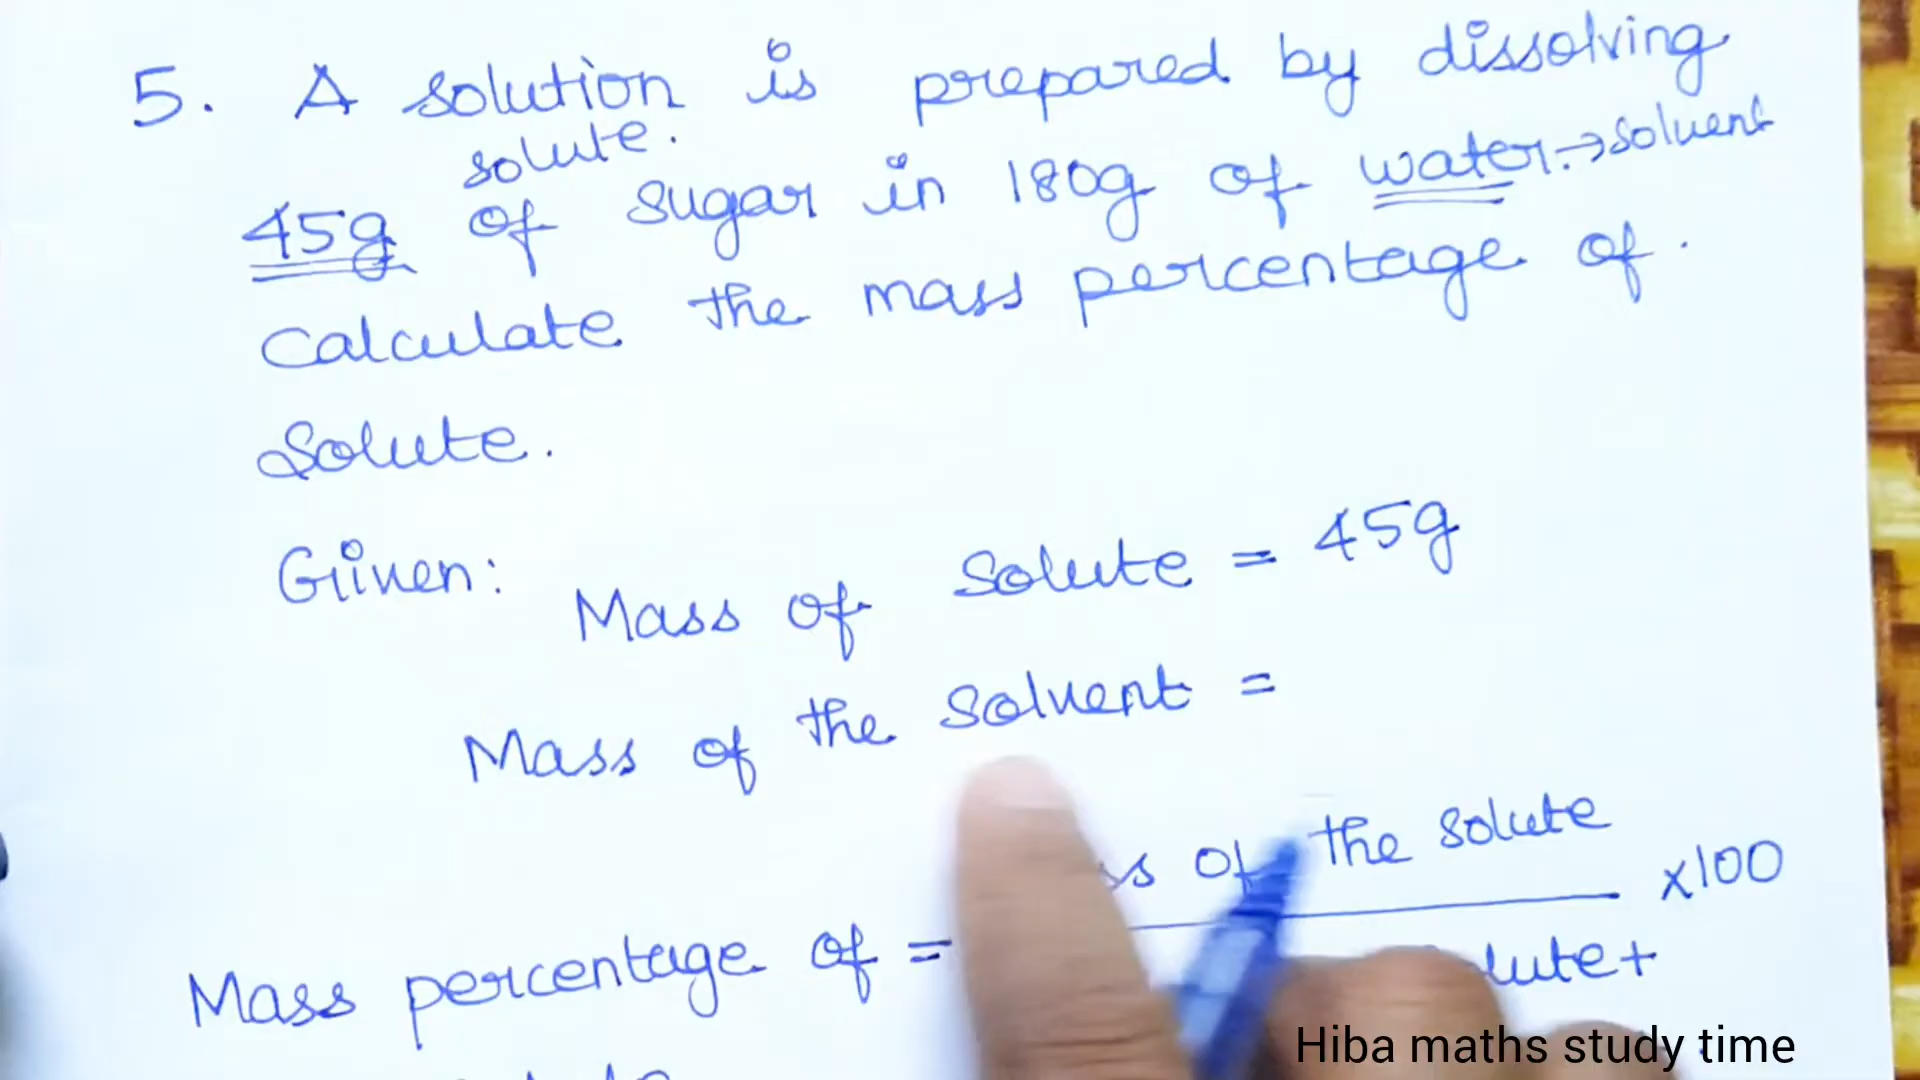 5. A solution is prepared by dissolving
solute.
45g of sugar in 180g of water. → solvent
Calculate the mass percentage of.
Solute.
Given: Mass of Solute = 45g
Mass of the Solvent =
of the solute
Mass percentage of = ×100
Hiba maths study time